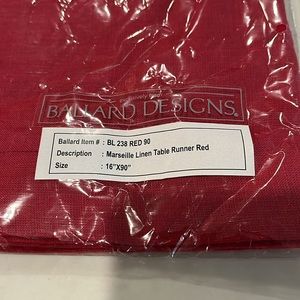 BALLARD DESIGNS®
Ballard Item # : BL 238 RED 90
Description : Marseille Linen Table Runner Red
Size : 16"X90"